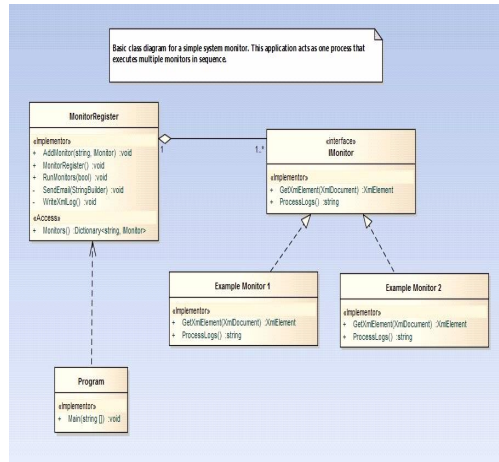 Basic class diagram for a simple system monitor. This application acts as one process that
executes multiple monitors in sequence.
MonitorRegister
«Implementor»
+ AddMonitor(string, IMonitor) :void
+ MonitorRegister() :void
+ RunMonitors(bool) :void
- SendEmail(StringBuilder) :void
- WriteXmlLog() :void
«Access»
+ Monitors() :Dictionary<string, IMonitor>
1
1..*
«interface»
IMonitor
«Implementor»
+ GetXmlElement(XmlDocument) :XmlElement
+ ProcessLogs() :string
Example Monitor 1
«Implementor»
+ GetXmlElement(XmlDocument) :XmlElement
+ ProcessLogs() :string
Example Monitor 2
«Implementor»
+ GetXmlElement(XmlDocument) :XmlElement
+ ProcessLogs() :string
Program
«Implementor»
+ Main(string []) :void